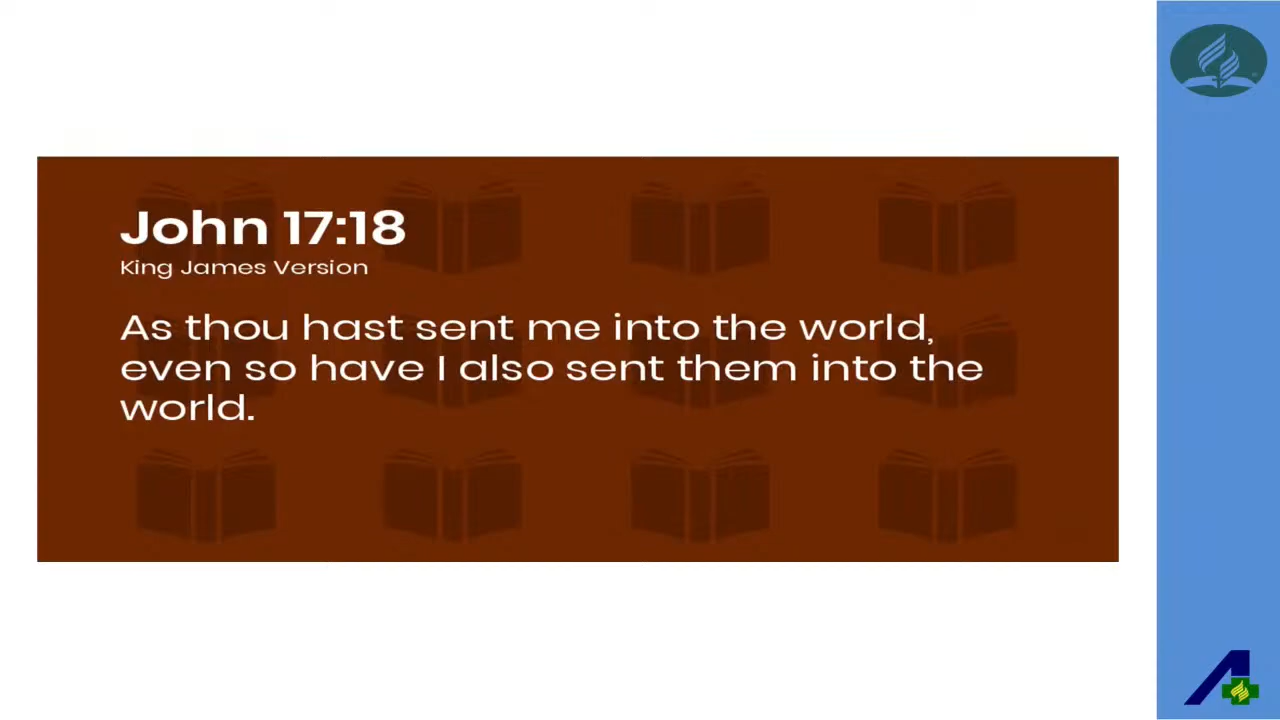 John 17:18
King James Version
As thou hast sent me into the world,
even so have I also sent them into the
world.